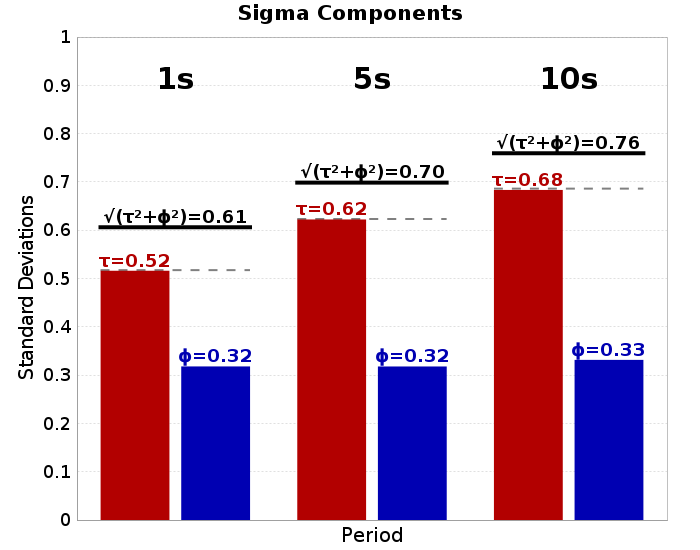 Sigma Components
1
0.9
0.8
0.7
0.6
0.5
0.4
0.3
0.2
0.1
0
Standard Deviations
1s
5s
10s
√(τ²+ϕ²)=0.61
τ=0.52
ϕ=0.32
√(τ²+ϕ²)=0.70
τ=0.62
ϕ=0.32
√(τ²+ϕ²)=0.76
τ=0.68
ϕ=0.33
Period